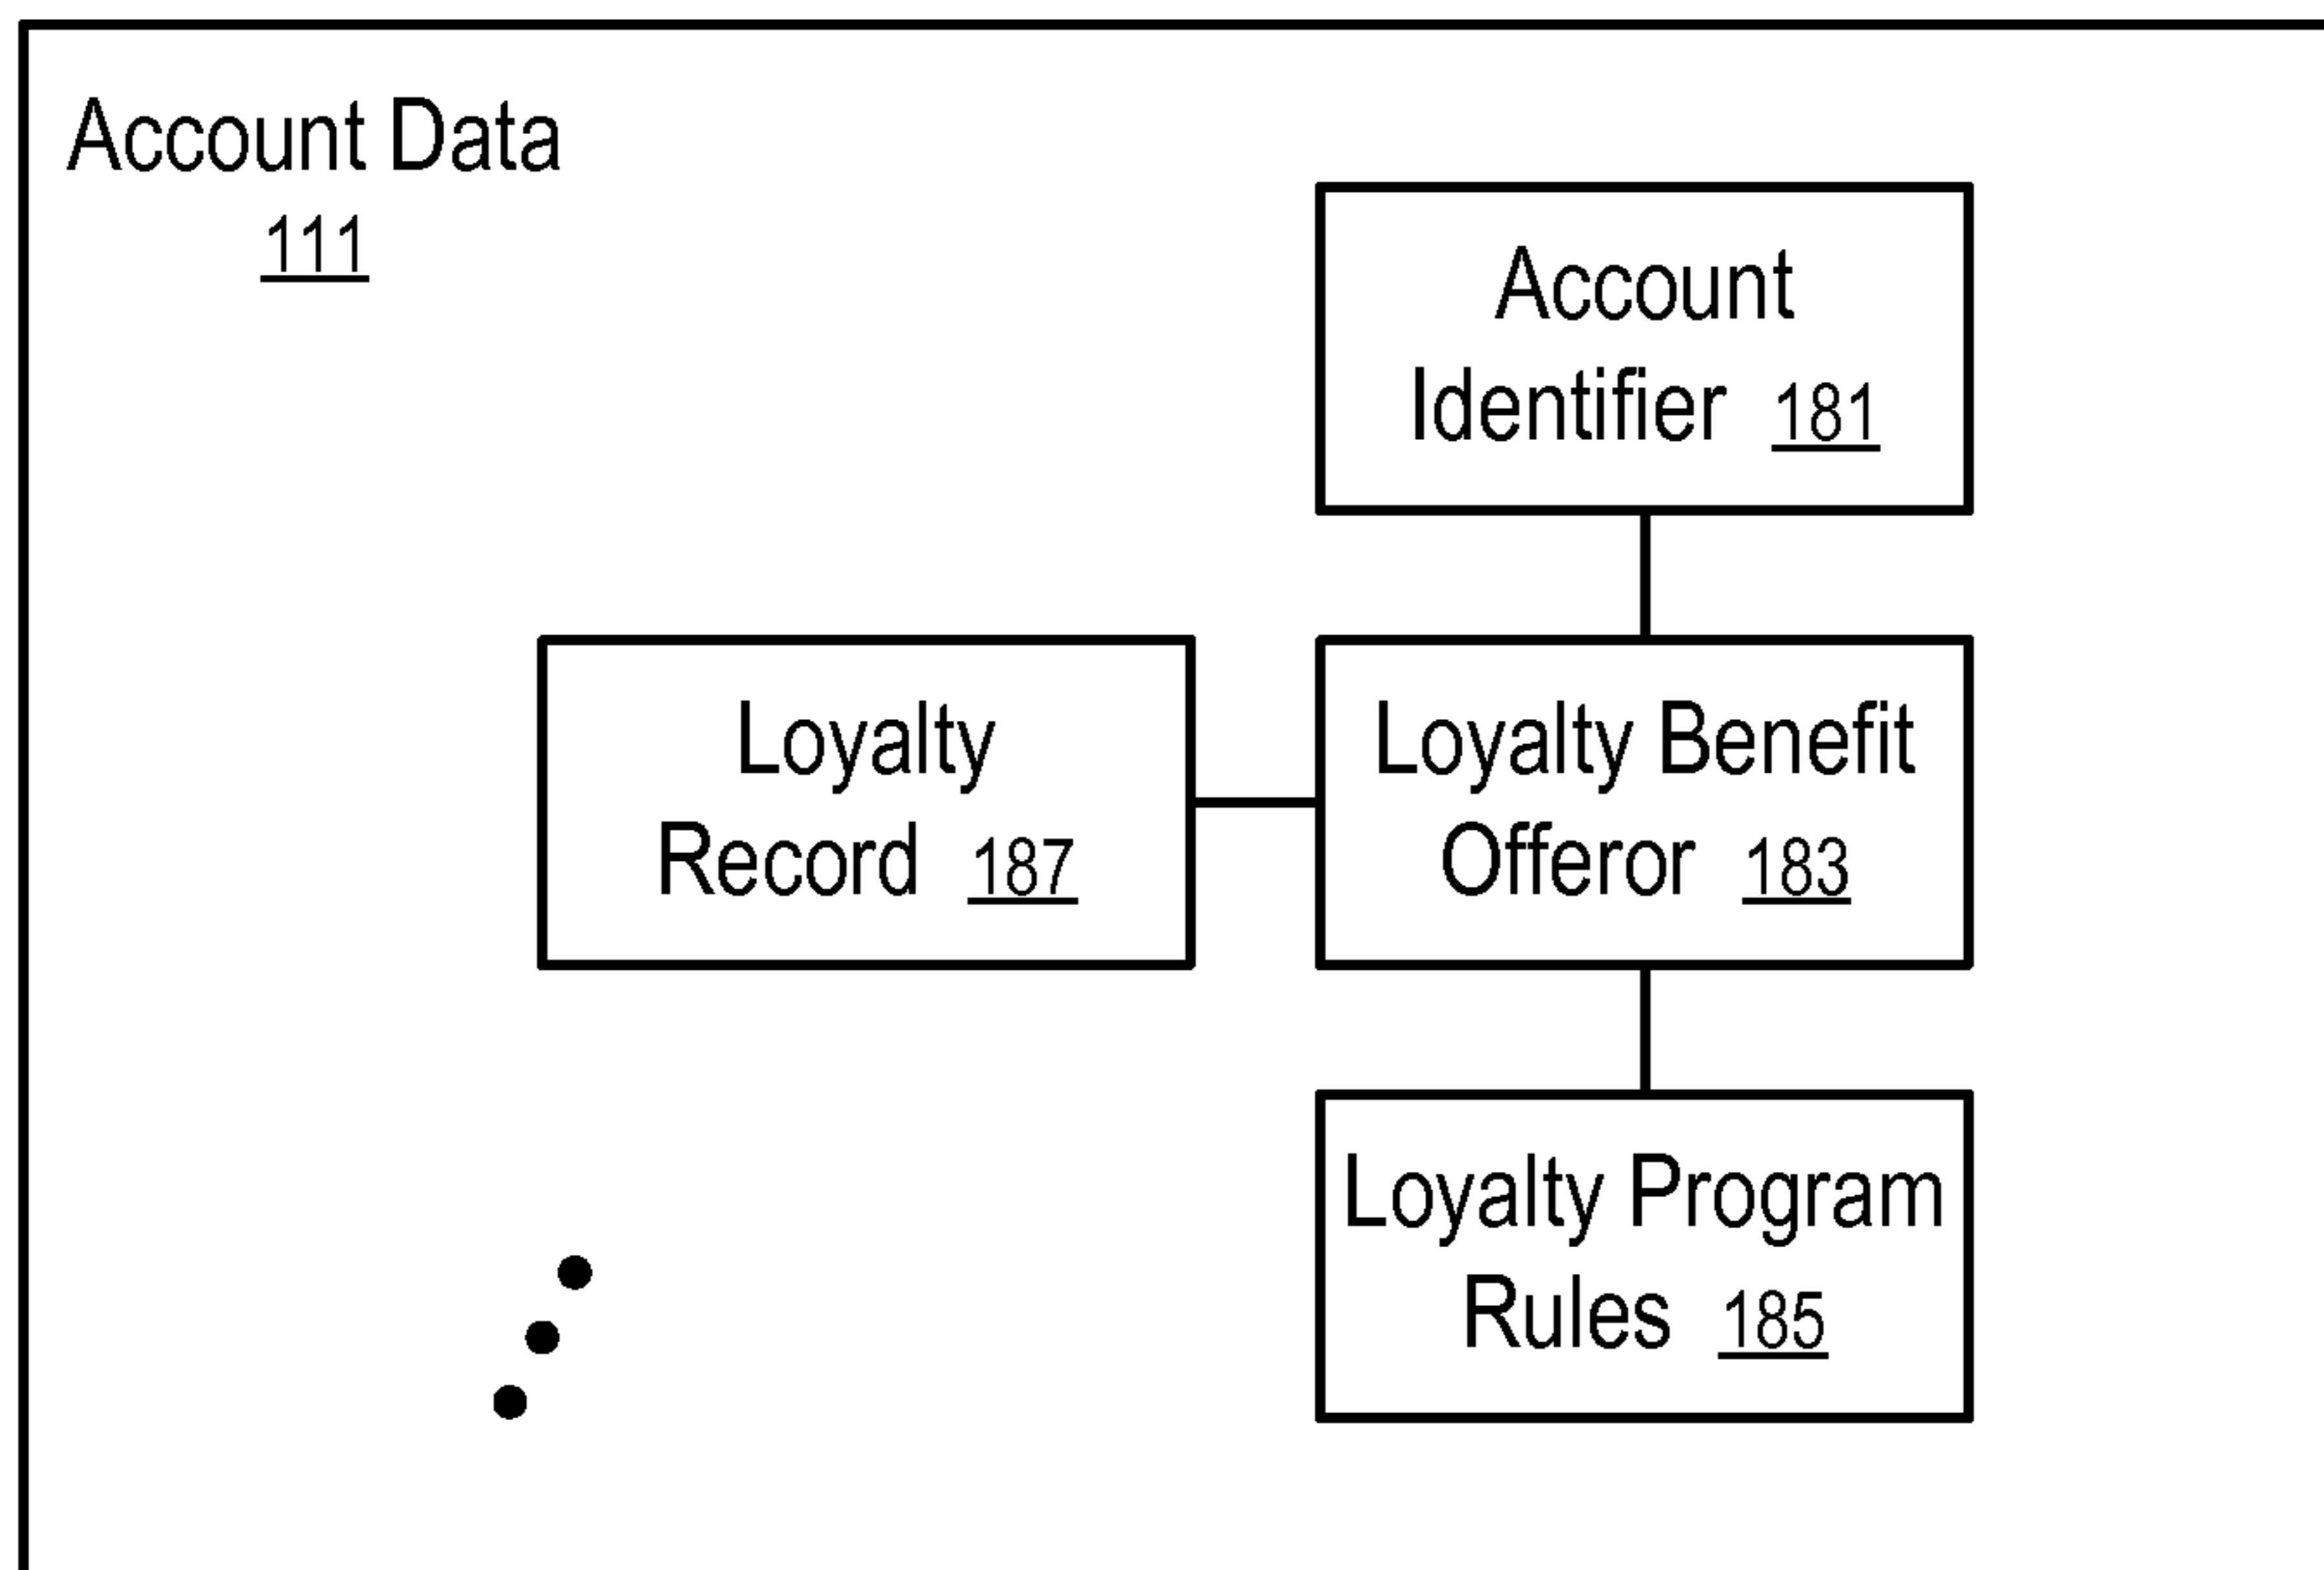 Account Data
111
Account
Identifier 181
Loyalty
Record 187
Loyalty Benefit
Offeror 183
Loyalty Program
Rules 185